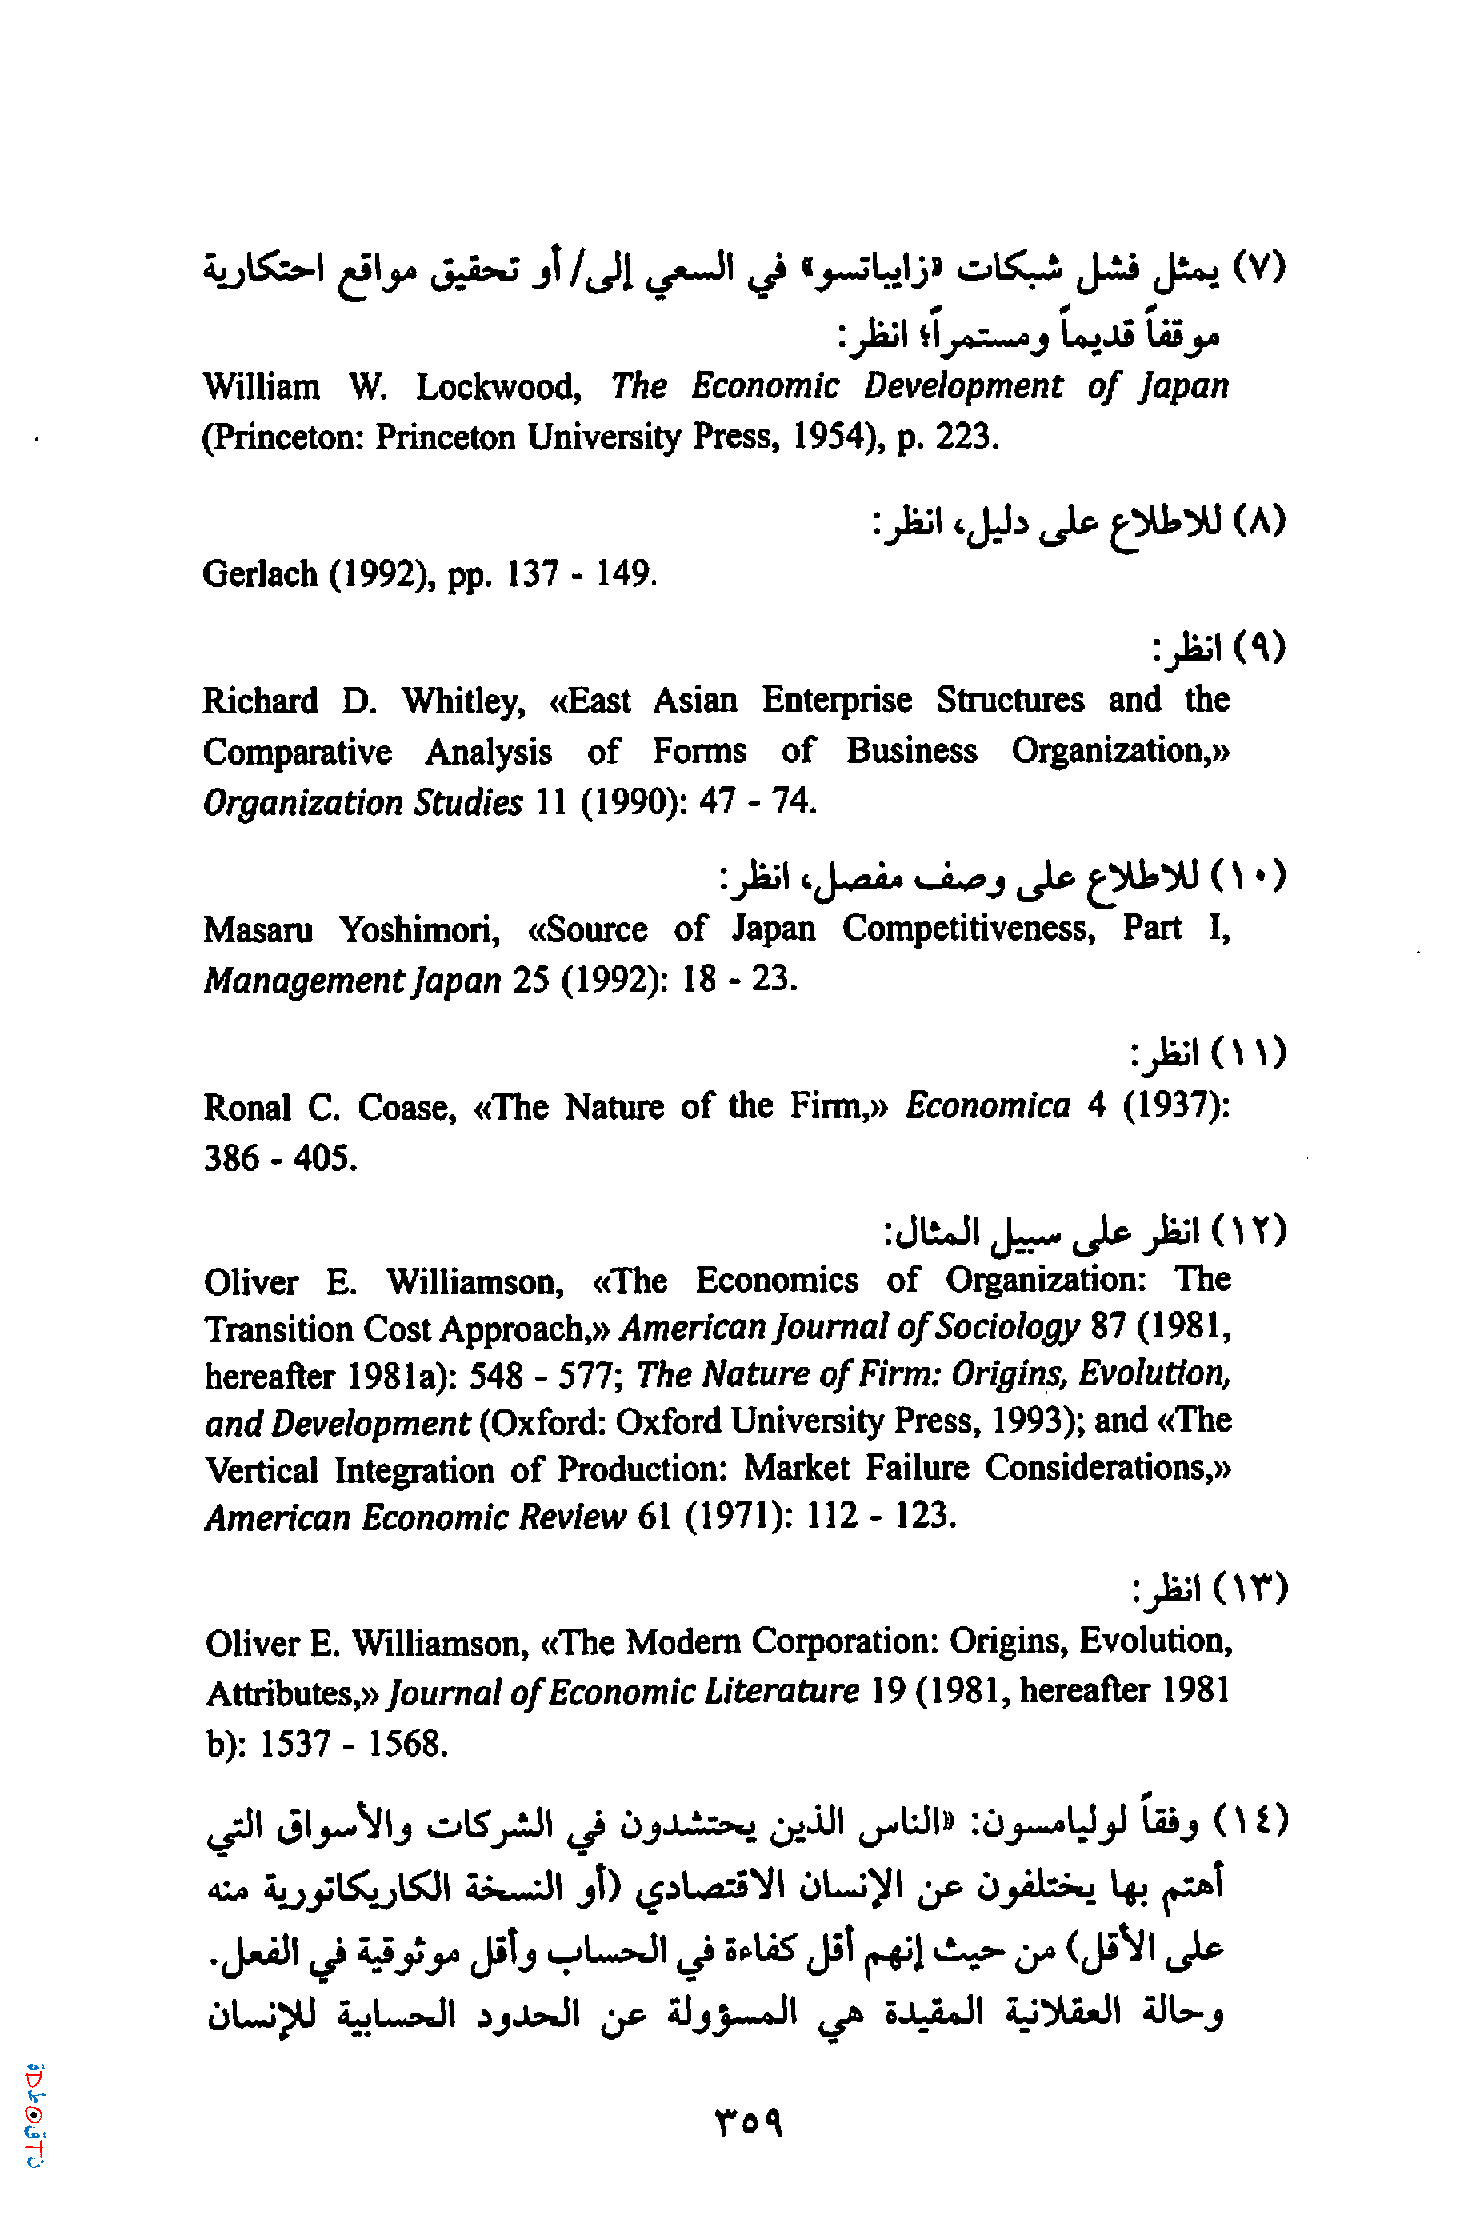 (٧) يمثل فشل شبكات «زايباتسو» في السعي إلى/ أو تحقيق مواقع احتكارية
موقفاً قديماً ومستمراً؛ انظر:
William W. Lockwood, The Economic Development of Japan
(Princeton: Princeton University Press, 1954), p. 223.
(٨) للاطلاع على دليل، انظر:
Gerlach (1992), pp. 137 - 149.
(٩) انظر:
Richard D. Whitley, «East Asian Enterprise Structures and the
Comparative Analysis of Forms of Business Organization,»
Organization Studies 11 (1990): 47 - 74.
(١٠) للاطلاع على وصف مفصل، انظر:
Masaru Yoshimori, «Source of Japan Competitiveness, Part I,
Management Japan 25 (1992): 18 - 23.
(١١) انظر:
Ronal C. Coase, «The Nature of the Firm,» Economica 4 (1937):
386 - 405.
(١٢) انظر على سبيل المثال:
Oliver E. Williamson, «The Economics of Organization: The
Transition Cost Approach,» American Journal of Sociology 87 (1981,
hereafter 1981a): 548 - 577; The Nature of Firm: Origins, Evolution,
and Development (Oxford: Oxford University Press, 1993); and «The
Vertical Integration of Production: Market Failure Considerations,»
American Economic Review 61 (1971): 112 - 123.
(١٣) انظر:
Oliver E. Williamson, «The Modern Corporation: Origins, Evolution,
Attributes,» Journal of Economic Literature 19 (1981, hereafter 1981
b): 1537 - 1568.
(١٤) وفقاً لوليامسون: «الناس الذين يحتشدون في الشركات والأسواق التي
أهتم بها يختلفون عن الإنسان الاقتصادي (أو النسخة الكاريكاتورية منه
على الأقل) من حيث إنهم أقل كفاءة في الحساب وأقل موثوقية في الفعل.
وحالة العقلانية المقيدة هي المسؤولة عن الحدود الحسابية للإنسان
٣٥٩